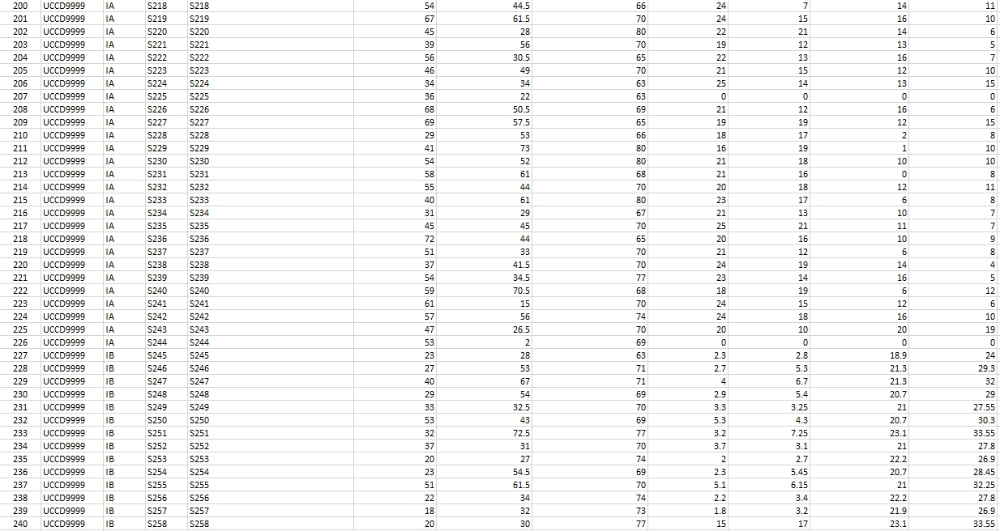 200 UCCD9999 IA S218 S218 54 44.5 66 24 7 14 11
201 UCCD9999 IA S219 S219 67 61.5 70 24 15 16 10
202 UCCD9999 IA S220 S220 45 28 80 22 21 14 6
203 UCCD9999 IA S221 S221 39 56 70 19 12 13 5
204 UCCD9999 IA S222 S222 56 30.5 65 22 13 16 7
205 UCCD9999 IA S223 S223 46 49 70 21 15 12 10
206 UCCD9999 IA S224 S224 34 34 63 25 14 13 15
207 UCCD9999 IA S225 S225 36 22 63 0 0 0 0
208 UCCD9999 IA S226 S226 68 50.5 69 21 12 16 6
209 UCCD9999 IA S227 S227 69 57.5 65 19 19 12 15
210 UCCD9999 IA S228 S228 29 53 66 18 17 2 8
211 UCCD9999 IA S229 S229 41 73 80 16 19 1 10
212 UCCD9999 IA S230 S230 54 52 80 21 18 10 10
213 UCCD9999 IA S231 S231 58 61 68 21 16 0 8
214 UCCD9999 IA S232 S232 55 44 70 20 18 12 11
215 UCCD9999 IA S233 S233 40 61 80 23 17 6 8
216 UCCD9999 IA S234 S234 31 29 67 21 13 10 7
217 UCCD9999 IA S235 S235 45 45 70 25 21 11 7
218 UCCD9999 IA S236 S236 72 44 65 20 16 10 9
219 UCCD9999 IA S237 S237 51 33 70 21 12 6 8
220 UCCD9999 IA S238 S238 37 41.5 70 24 19 14 4
221 UCCD9999 IA S239 S239 54 34.5 77 23 14 16 5
222 UCCD9999 IA S240 S240 59 70.5 68 18 19 6 12
223 UCCD9999 IA S241 S241 61 15 70 24 15 12 6
224 UCCD9999 IA S242 S242 57 56 74 24 18 16 10
225 UCCD9999 IA S243 S243 47 26.5 70 20 10 20 19
226 UCCD9999 IA S244 S244 53 2 69 0 0 0 0
227 UCCD9999 IB S245 S245 23 28 63 2.3 2.8 18.9 24
228 UCCD9999 IB S246 S246 27 53 71 2.7 5.3 21.3 29.3
229 UCCD9999 IB S247 S247 40 67 71 4 6.7 21.3 32
230 UCCD9999 IB S248 S248 29 54 69 2.9 5.4 20.7 29
231 UCCD9999 IB S249 S249 33 32.5 70 3.3 3.25 21 27.55
232 UCCD9999 IB S250 S250 53 43 69 5.3 4.3 20.7 30.3
233 UCCD9999 IB S251 S251 32 72.5 77 3.2 7.25 23.1 33.55
234 UCCD9999 IB S252 S252 37 31 70 3.7 3.1 21 27.8
235 UCCD9999 IB S253 S253 20 27 74 2 2.7 22.2 26.9
236 UCCD9999 IB S254 S254 23 54.5 69 2.3 5.45 20.7 28.45
237 UCCD9999 IB S255 S255 51 61.5 70 5.1 6.15 21 32.25
238 UCCD9999 IB S256 S256 22 34 74 2.2 3.4 22.2 27.8
239 UCCD9999 IB S257 S257 18 32 73 1.8 3.2 21.9 26.9
240 UCCD9999 IB S258 S258 20 30 77 15 17 23.1 33.55